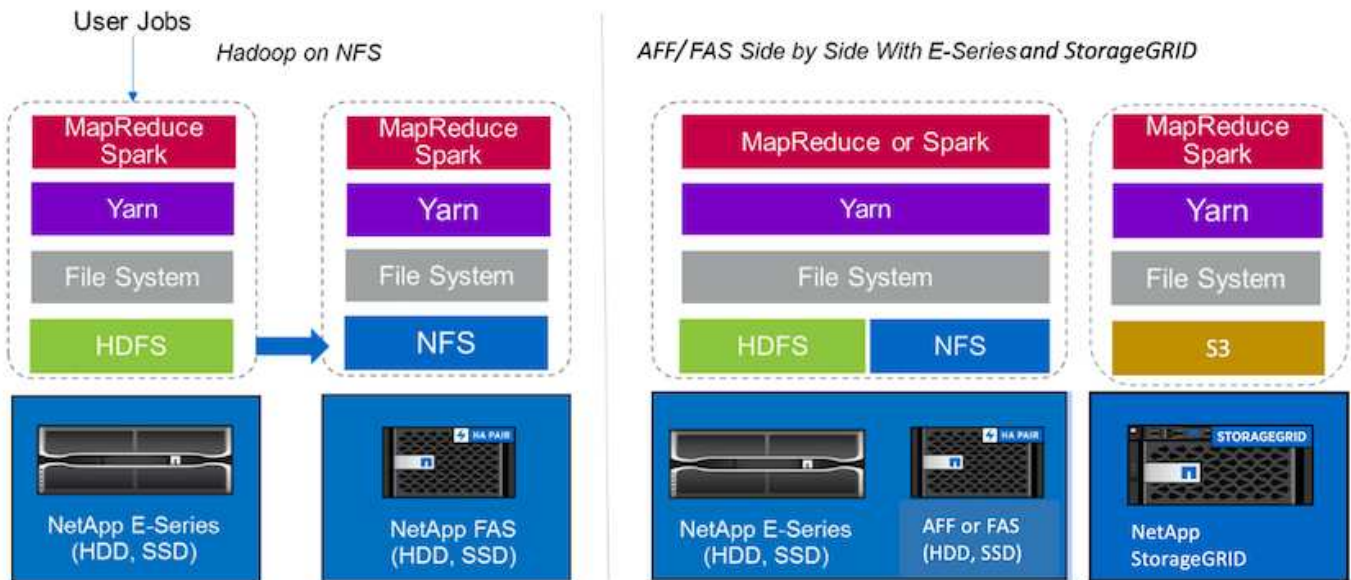 User Jobs
Hadoop on NFS
MapReduce
Spark
Yarn
File System
HDFS
NetApp E-Series
(HDD, SSD)
MapReduce
Spark
Yarn
File System
NFS
HA PAIR
NetApp FAS
(HDD, SSD)
AFF/FAS Side by Side With E-Series and StorageGRID
MapReduce or Spark
Yarn
File System
HDFS
NFS
NetApp E-Series
(HDD, SSD)
HA PAIR
AFF or FAS
(HDD, SSD)
MapReduce
Spark
Yarn
File System
S3
STORAGEGRID
NetApp
StorageGRID